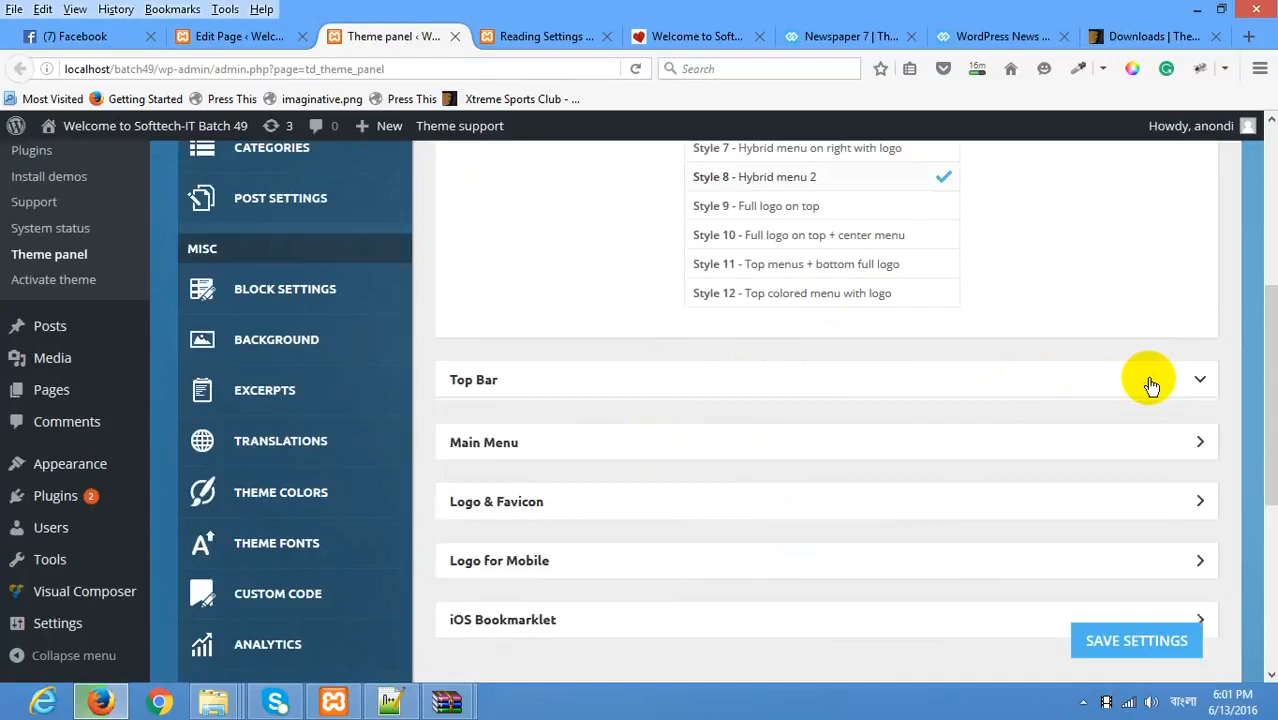 File Edit View History Bookmarks Tools Help
(7) Facebook
Edit Page ‹ Welc...
Theme panel ‹ W...
Reading Settings ...
Welcome to Soft...
Newspaper 7 | Th...
WordPress News ...
Downloads | The...
localhost/batch49/wp-admin/admin.php?page=td_theme_panel
Search
16m
Most Visited Getting Started Press This imaginative.png Press This Xtreme Sports Club - ...
Welcome to Softtech-IT Batch 49 3 0 New Theme support
Howdy, anondi
Plugins
Install demos
Support
System status
Theme panel
Activate theme
Posts
Media
Pages
Comments
Appearance
Plugins 2
Users
Tools
Visual Composer
Settings
Collapse menu
CATEGORIES
POST SETTINGS
MISC
BLOCK SETTINGS
BACKGROUND
EXCERPTS
TRANSLATIONS
THEME COLORS
THEME FONTS
CUSTOM CODE
ANALYTICS
Style 7 - Hybrid menu on right with logo
Style 8 - Hybrid menu 2
Style 9 - Full logo on top
Style 10 - Full logo on top + center menu
Style 11 - Top menus + bottom full logo
Style 12 - Top colored menu with logo
Top Bar
Main Menu
Logo & Favicon
Logo for Mobile
iOS Bookmarklet
SAVE SETTINGS
বাংলা
6:01 PM
6/13/2016